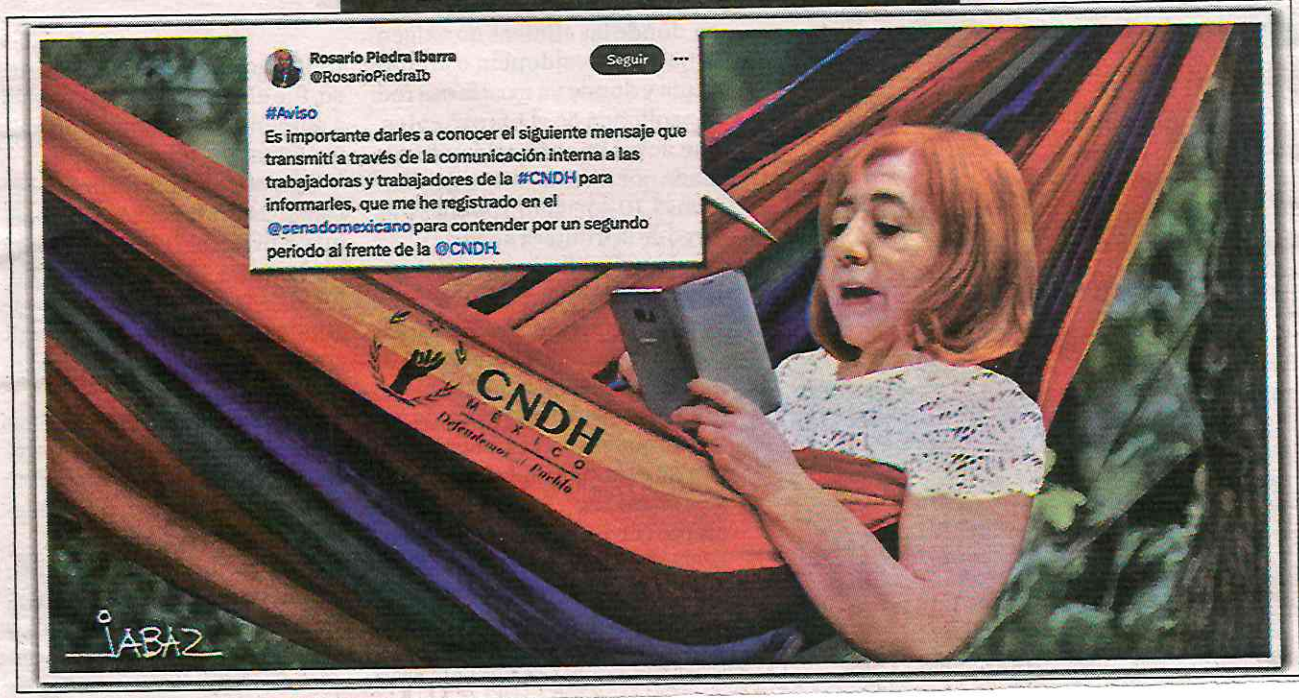 Rosario Piedra Ibarra
@RosarioPiedraIb
Seguir
#Aviso
Es importante darles a conocer el siguiente mensaje que
transmití a través de la comunicación interna a las
trabajadoras y trabajadores de la #CNDH para
informarles, que me he registrado en el
@senadomexicano para contender por un segundo
periodo al frente de la @CNDH.
CNDH
MEXICO
Defendemos al Pueblo
JABAZ